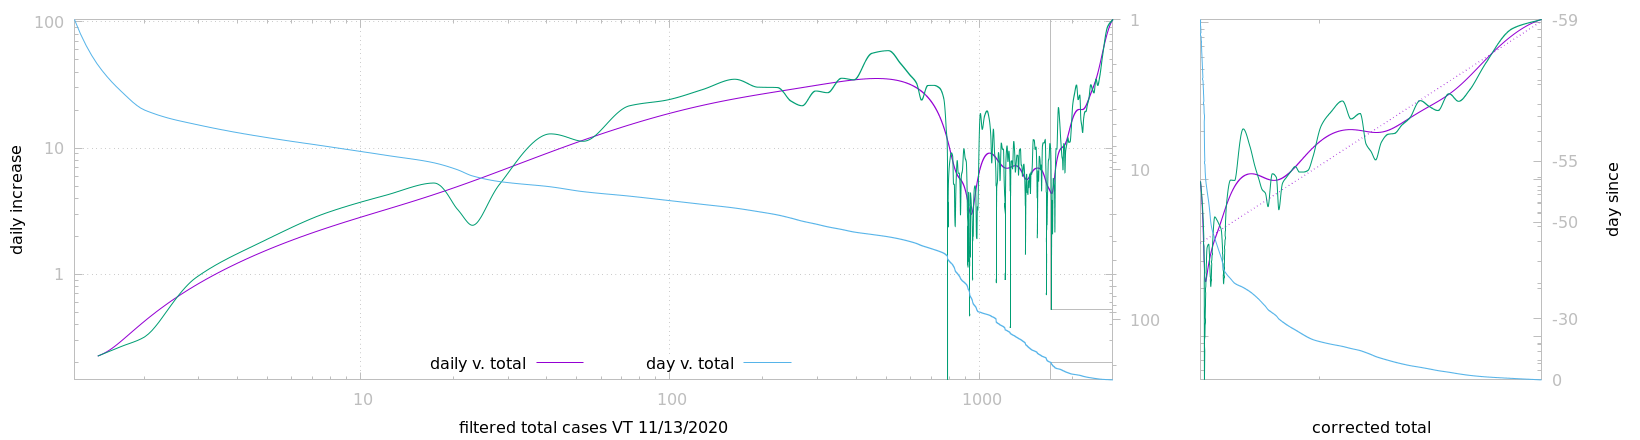 100
10
1
daily increase
daily v. total
day v. total
10
100
1000
filtered total cases VT 11/13/2020
1
10
100
-59
-55
-50
-30
0
day since
corrected total